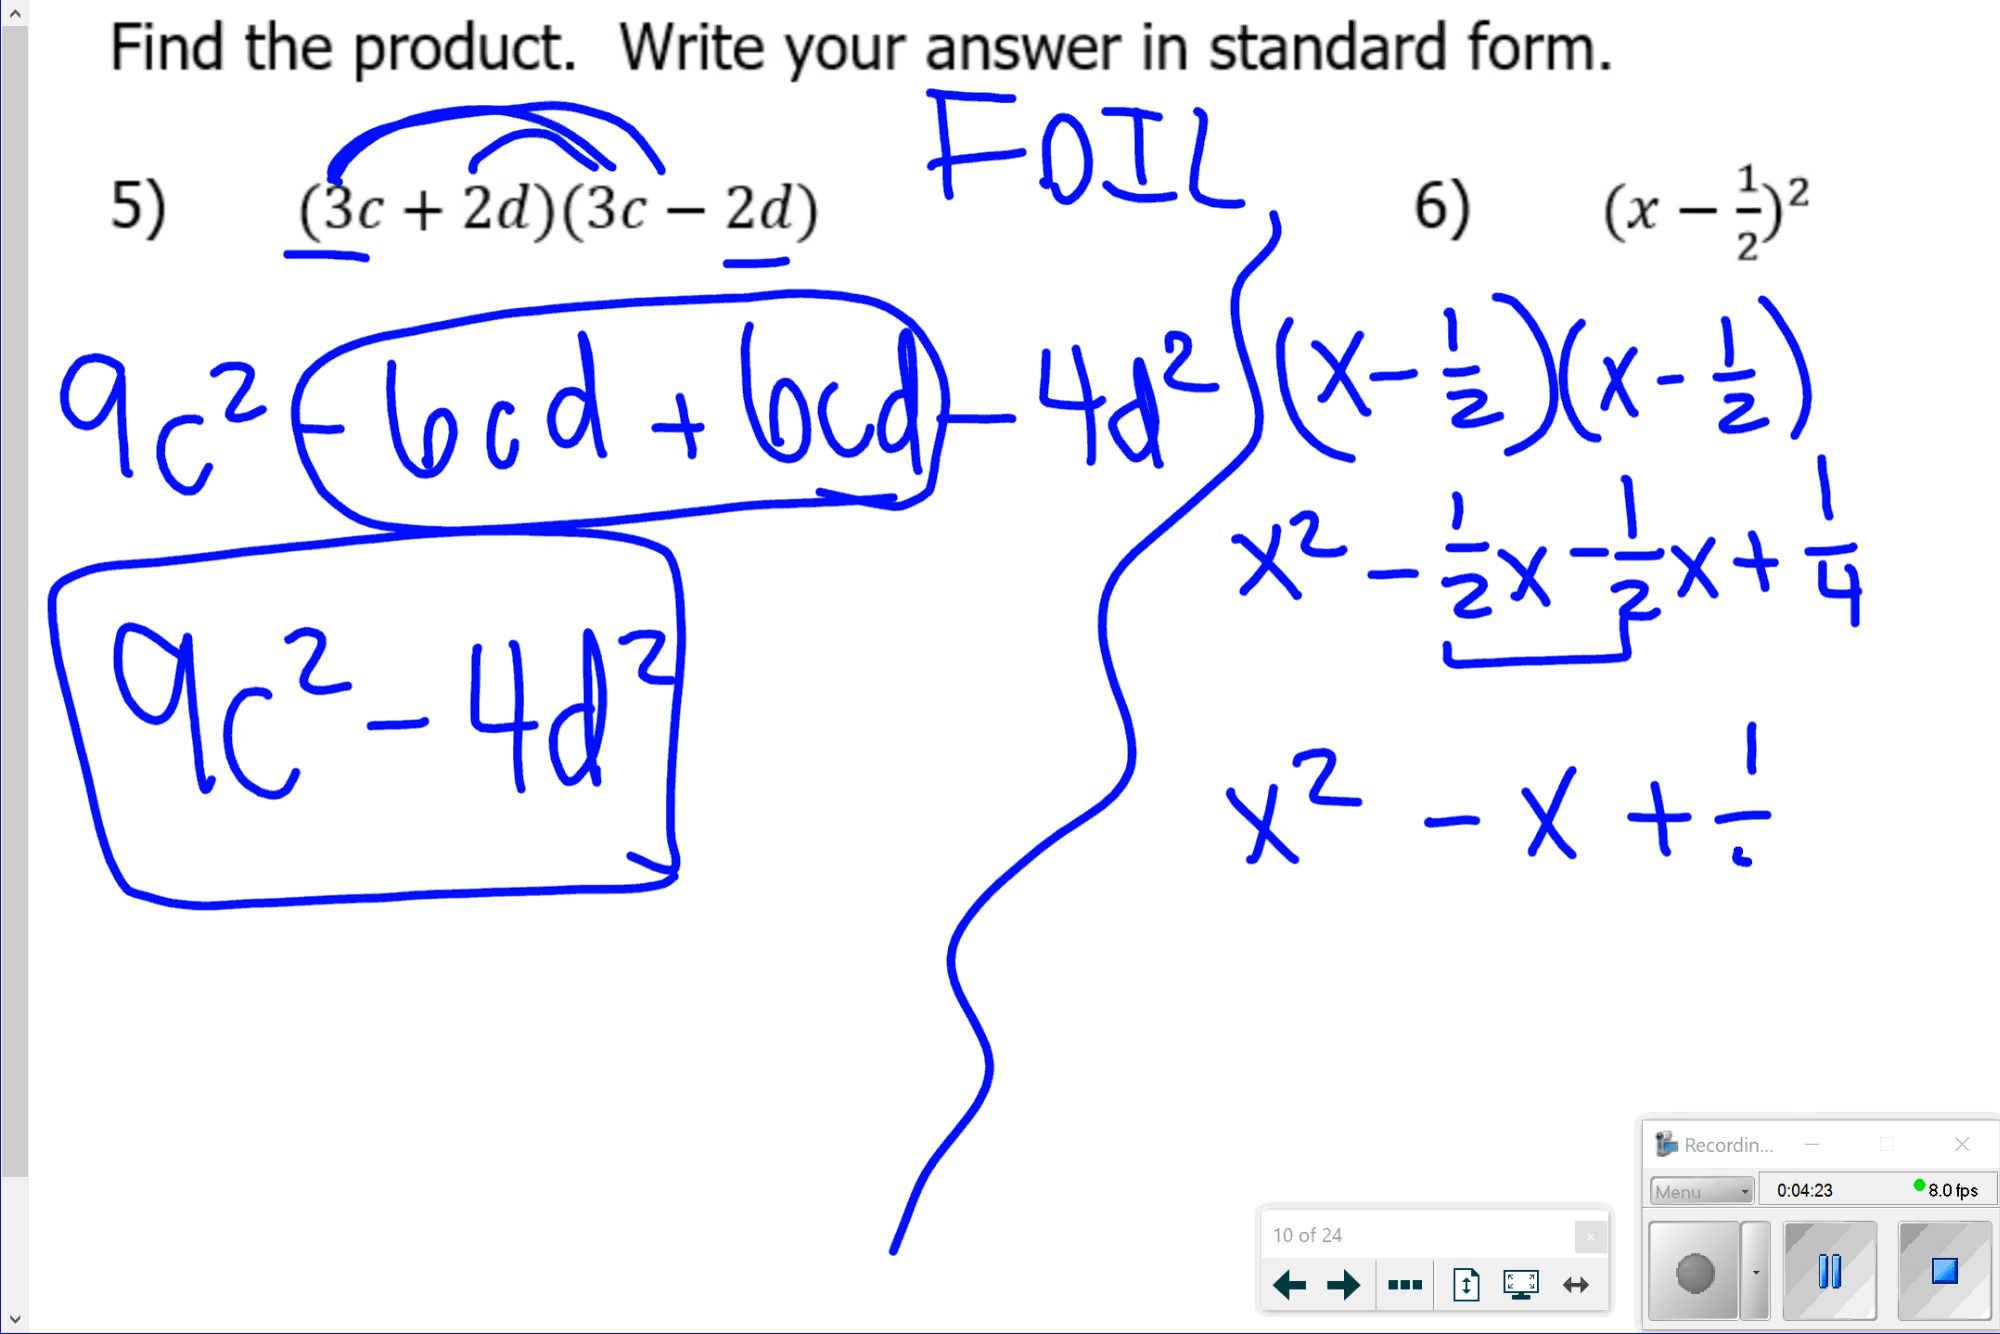 Find the product. Write your answer in standard form.
FOIL
5) (3c + 2d)(3c − 2d)
9c² − 6cd + 6cd − 4d²
9c² − 4d²
6) (x − 1/2)²
(x − 1/2)(x − 1/2)
x² − 1/2x − 1/2x + 1/4
x² − x + 1/
10 of 24
Recordin...
Menu 0:04:23 8.0 fps